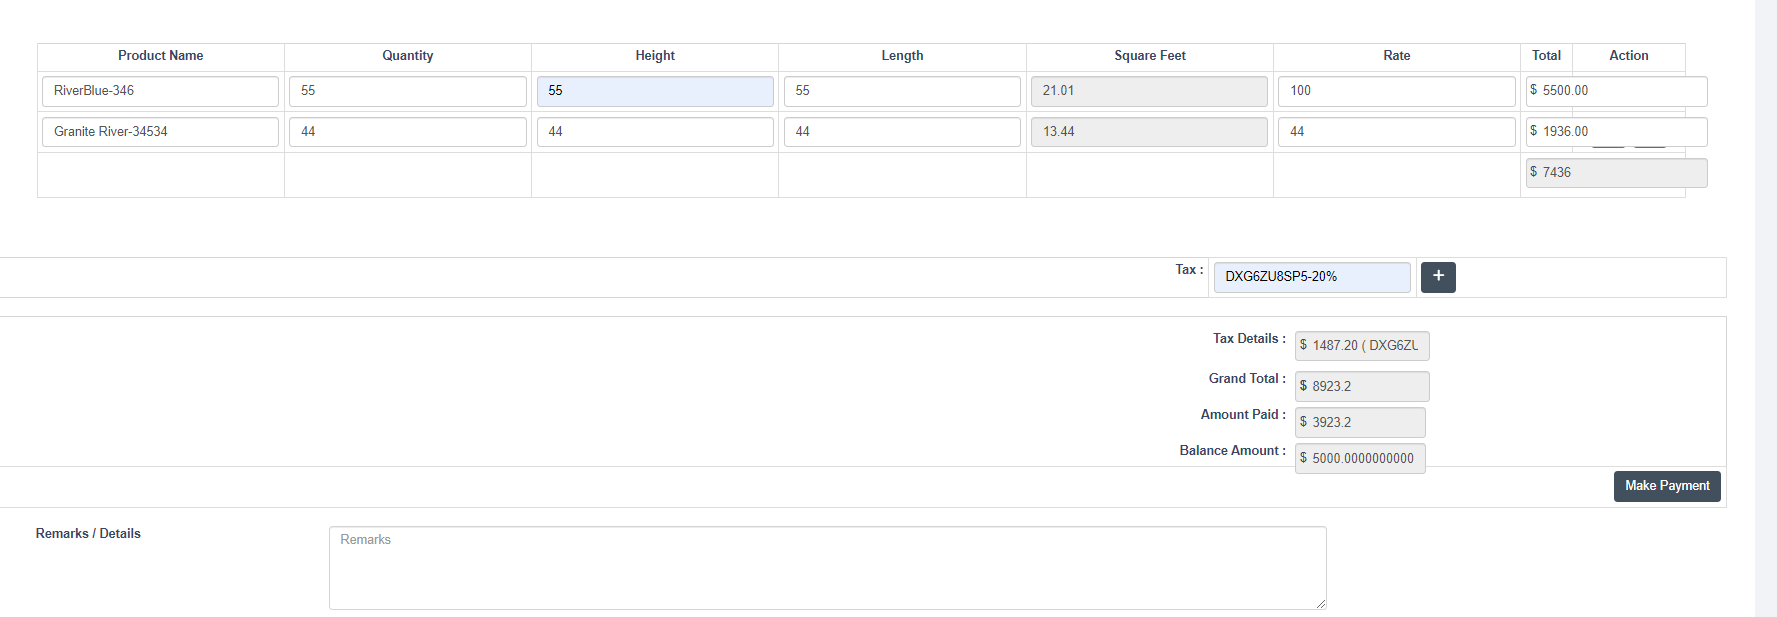 Product Name Quantity Height Length Square Feet Rate Total Action
RiverBlue-346 55 55 55 21.01 100 $ 5500.00
Granite River-34534 44 44 44 13.44 44 $ 1936.00
$ 7436
Tax : DXG6ZU8SP5-20% +
Tax Details : $ 1487.20 ( DXG6ZU
Grand Total : $ 8923.2
Amount Paid : $ 3923.2
Balance Amount : $ 5000.0000000000
Make Payment
Remarks / Details
Remarks